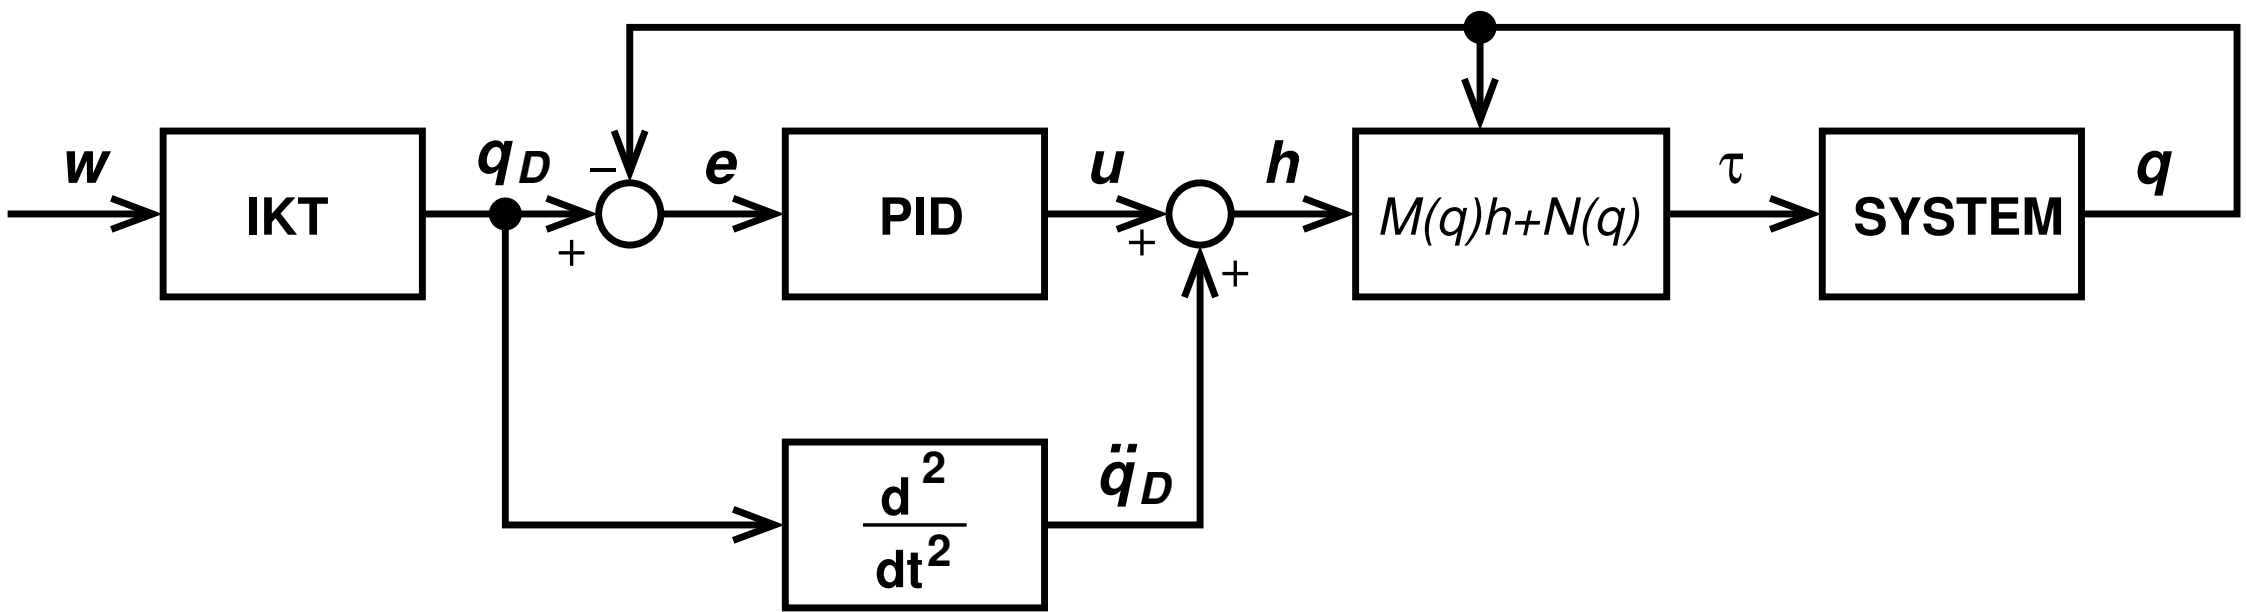 w
IKT
q_D
−
+
e
PID
u
+
+
h
M(q)h+N(q)
τ
SYSTEM
q
d²
dt²
q̈_D